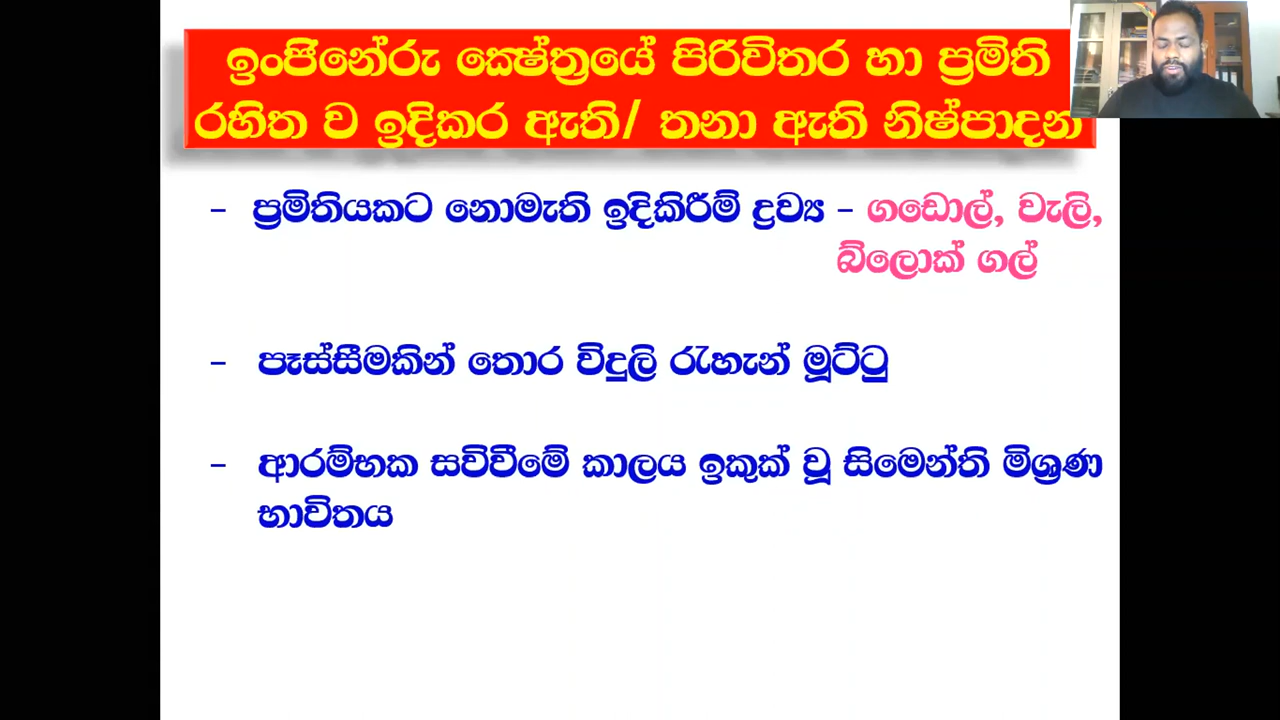 ඉංජිනේරු ක්‍ෂේත්‍රයේ පිරිවිතර හා ප්‍රමිති
රහිත ව ඉදිකර ඇති/ තනා ඇති නිෂ්පාදන
- ප්‍රමිතියකට නොමැති ඉදිකිරීම් ද්‍රව්‍ය – ගඩොල්, වැලි,
බ්ලොක් ගල්
- පෑස්සීමකින් තොර විදුලි රැහැන් මූට්ටු
- ආරම්භක සවිවීමේ කාලය ඉකුක් වූ සිමෙන්ති මිශ්‍රණ
භාවිතය